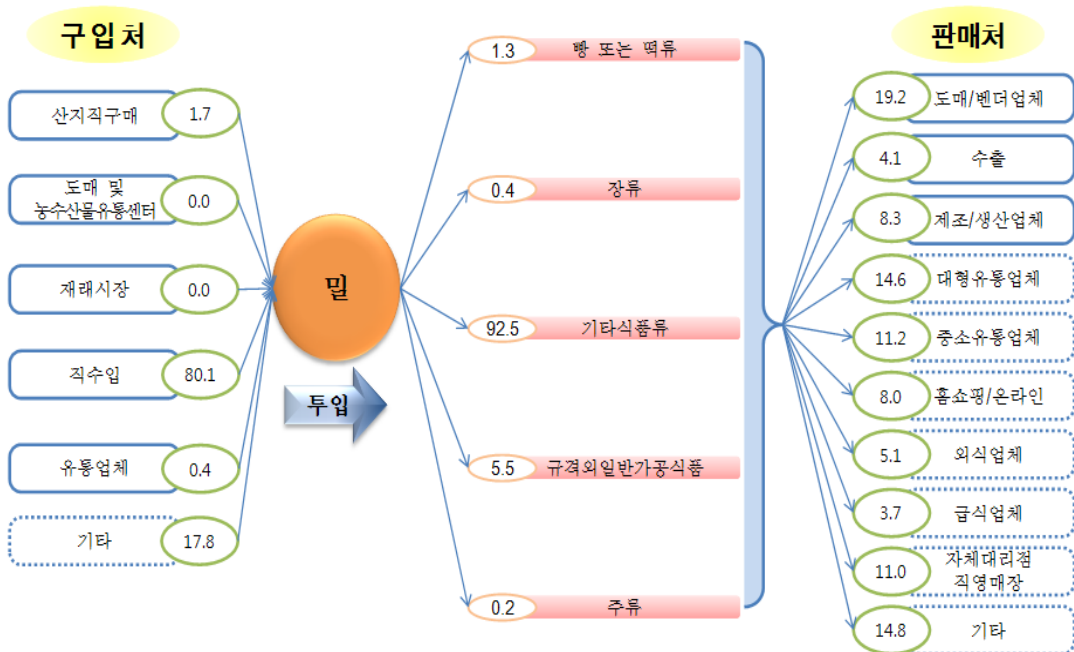 구입처
산지직구매 1.7
도매 및
농수산물유통센터 0.0
재래시장 0.0
직수입 80.1
유통업체 0.4
기타 17.8
밀
투입
1.3 빵 또는 떡류
0.4 장류
92.5 기타식품류
5.5 규격외일반가공식품
0.2 주류
판매처
19.2 도매/벤더업체
4.1 수출
8.3 제조/생산업체
14.6 대형유통업체
11.2 중소유통업체
8.0 홈쇼핑/온라인
5.1 외식업체
3.7 급식업체
11.0 자체대리점
직영매장
14.8 기타